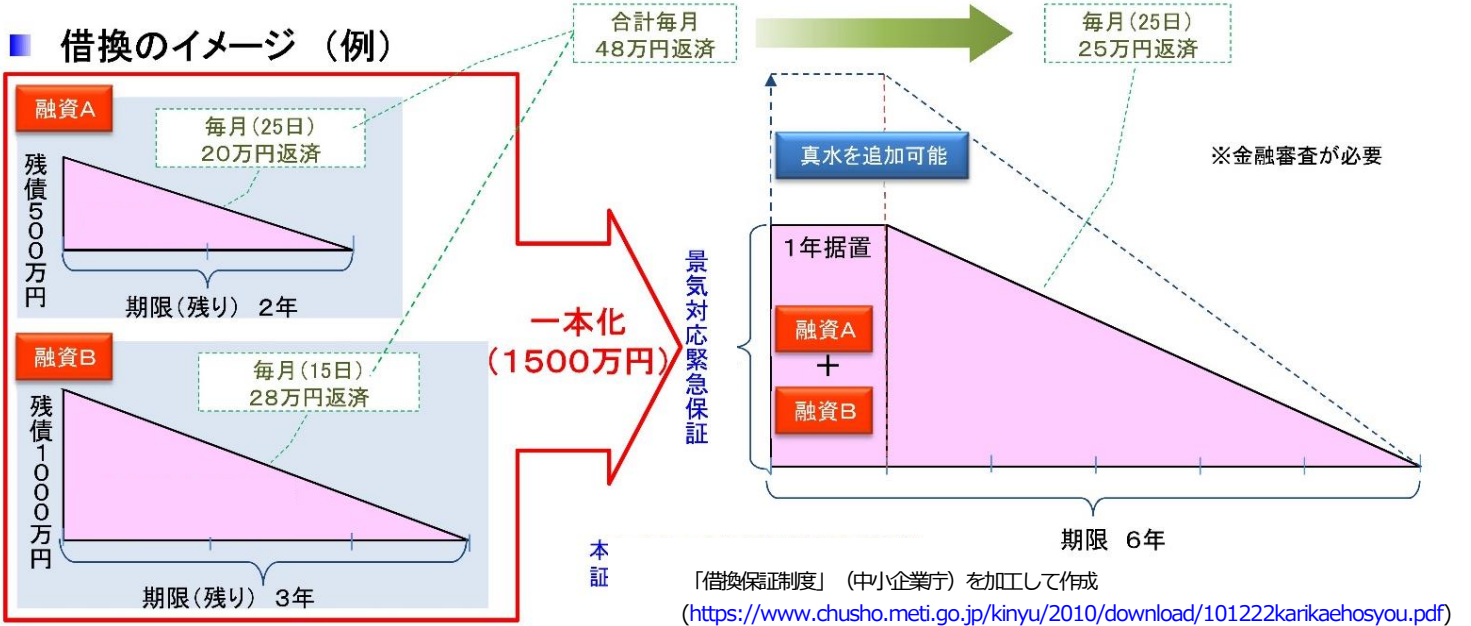 借換のイメージ （例）
合計毎月
48万円返済
毎月(25日)
25万円返済
融資A
毎月(25日)
20万円返済
残債500万円
期限(残り) 2年
融資B
毎月(15日)
28万円返済
残債1000万円
期限(残り) 3年
一本化
(1500万円)
景気対応緊急保証
本
証
真水を追加可能
※金融審査が必要
1年据置
融資A
+
融資B
期限 6年
「借換保証制度」（中小企業庁）を加工して作成
(https://www.chusho.meti.go.jp/kinyu/2010/download/101222karikaehosyou.pdf)